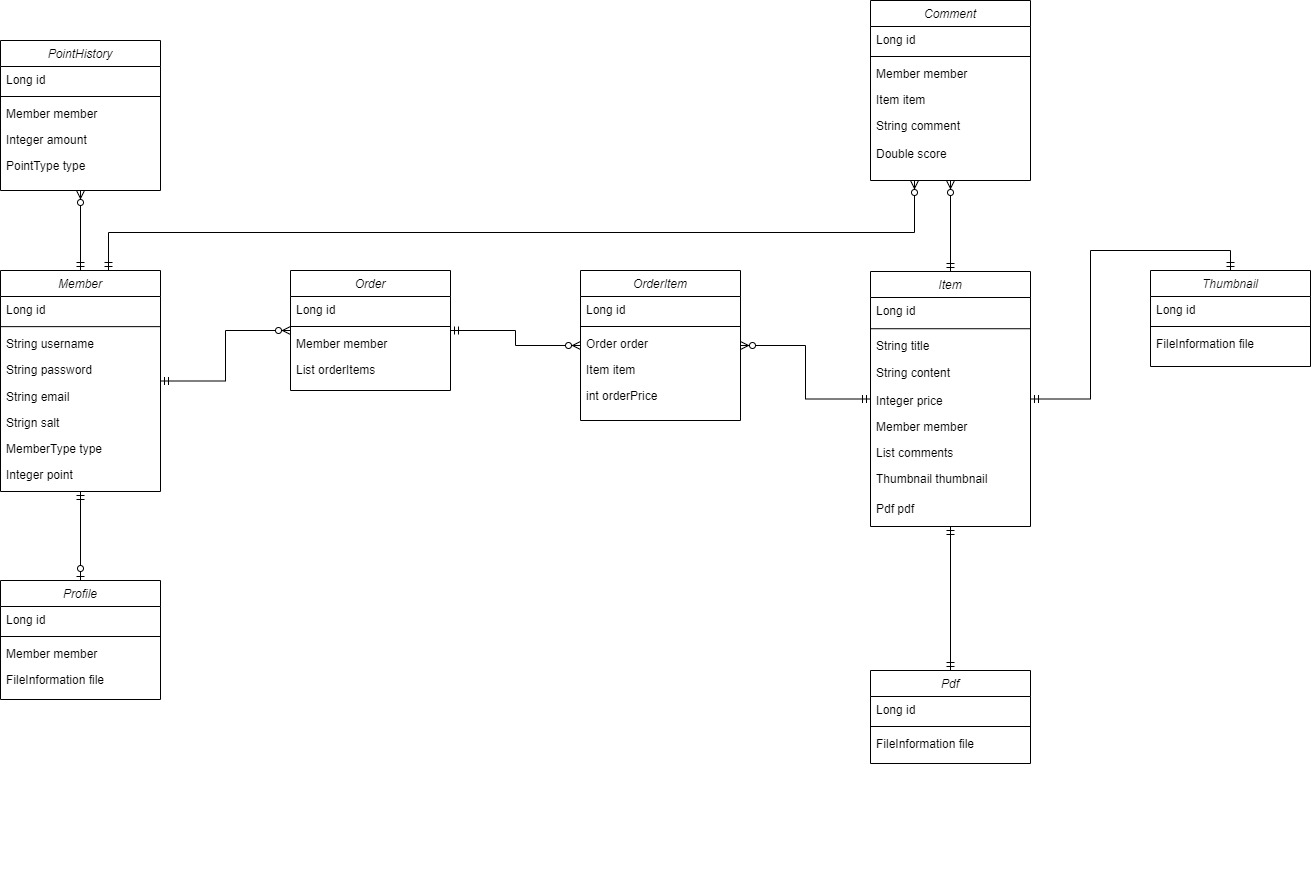 PointHistory
Long id
Member member
Integer amount
PointType type
Comment
Long id
Member member
Item item
String comment
Double score
Member
Long id
String username
String password
String email
Strign salt
MemberType type
Integer point
Order
Long id
Member member
List orderItems
OrderItem
Long id
Order order
Item item
int orderPrice
Item
Long id
String title
String content
Integer price
Member member
List comments
Thumbnail thumbnail
Pdf pdf
Thumbnail
Long id
FileInformation file
Profile
Long id
Member member
FileInformation file
Pdf
Long id
FileInformation file